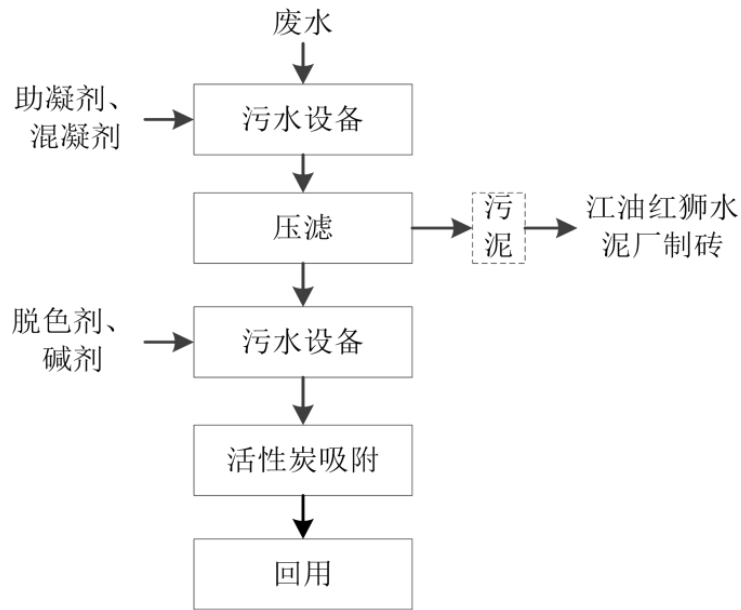 废水
助凝剂、
混凝剂
污水设备
压滤
污
泥
江油红狮水
泥厂制砖
脱色剂、
碱剂
污水设备
活性炭吸附
回用